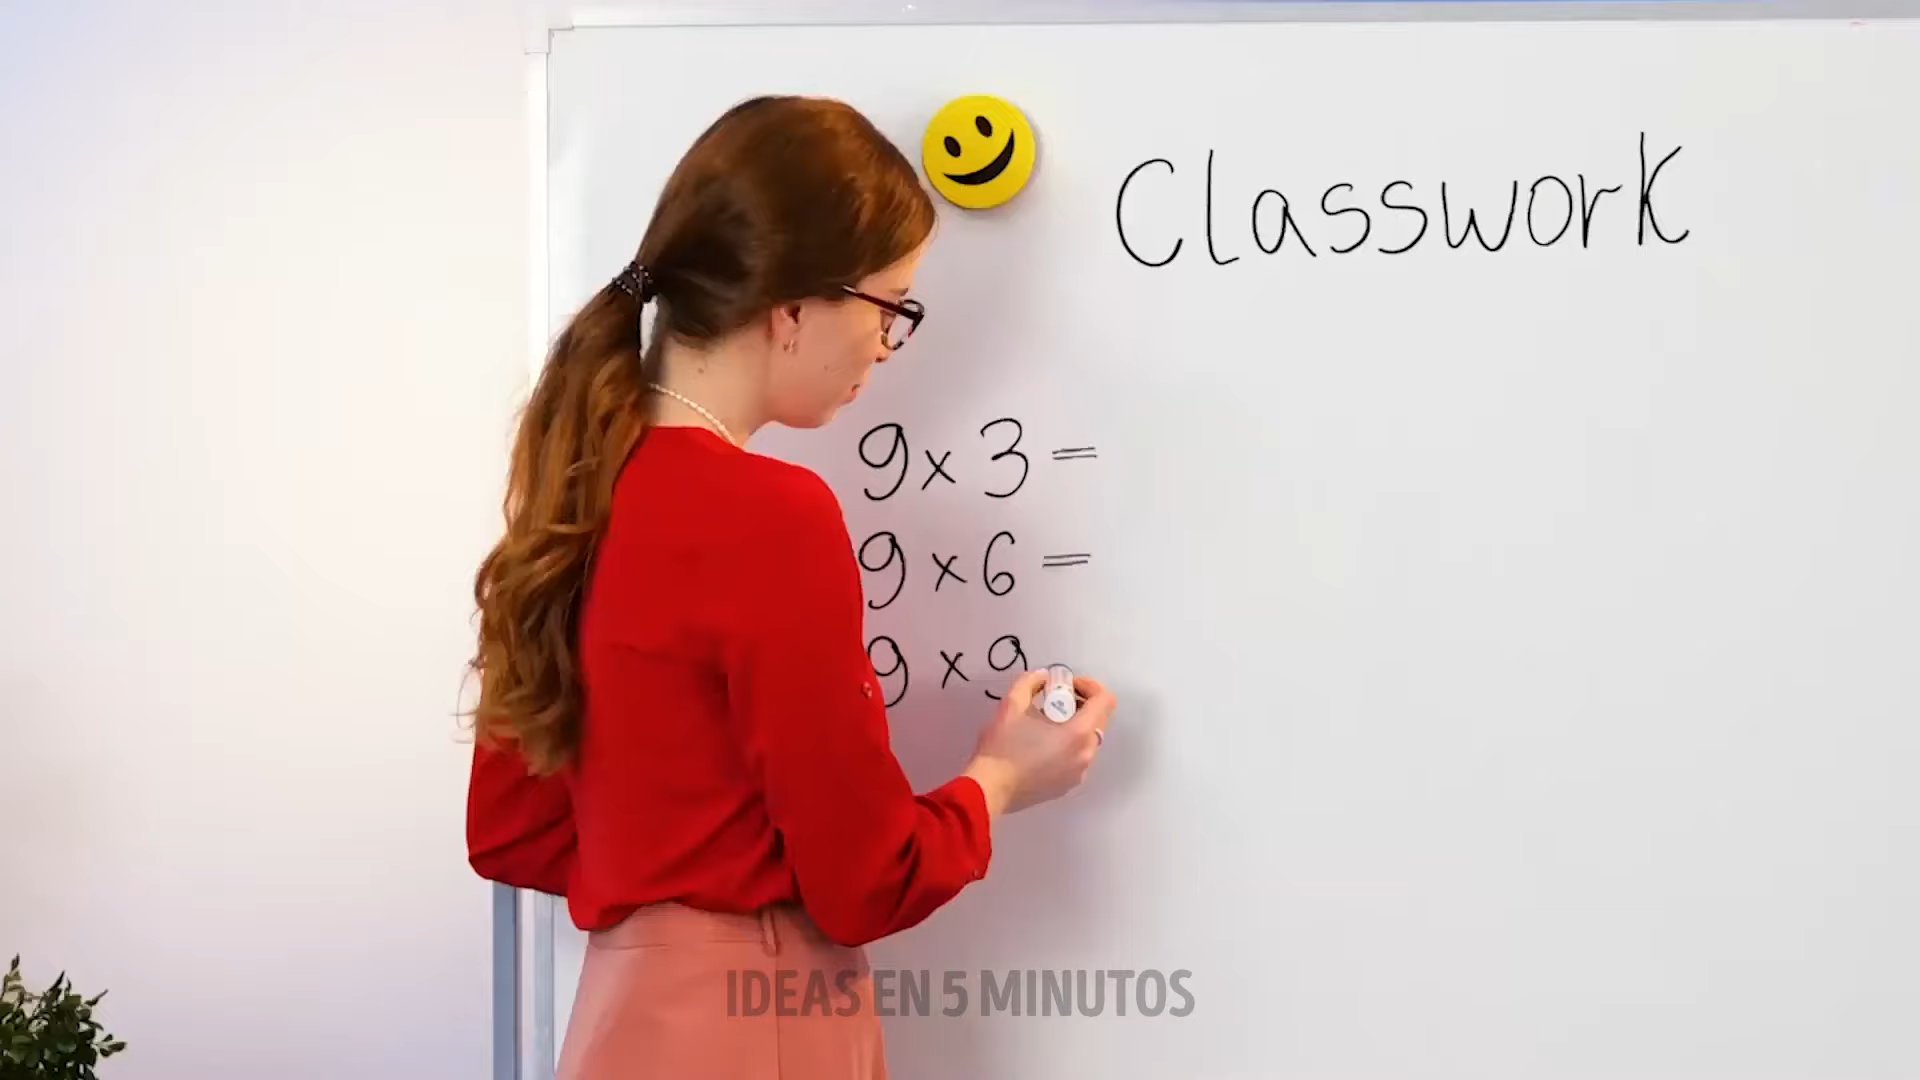 Classwork
9 x 3 =
9 x 6 =
9 x 9
IDEAS EN 5 MINUTOS